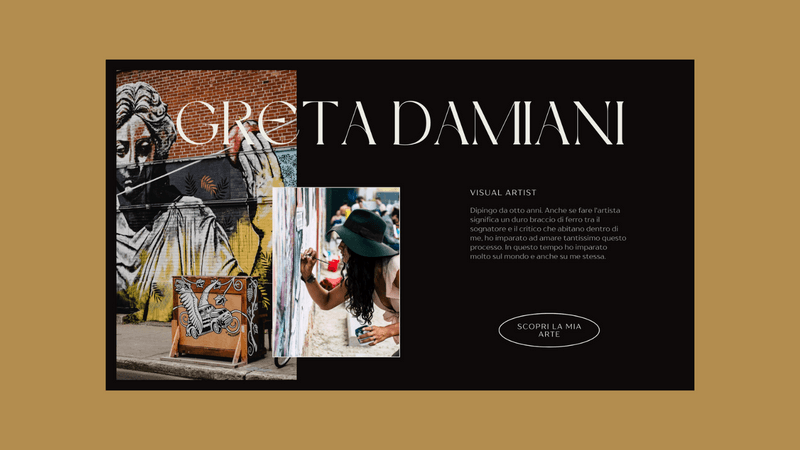 GRETA DAMIANI
VISUAL ARTIST
Dipingo da otto anni. Anche se fare l'artista
significa un duro braccio di ferro tra il
sognatore e il critico che abitano dentro di
me, ho imparato ad amare tantissimo questo
processo. In questo tempo ho imparato
molto sul mondo e anche su me stessa.
SCOPRI LA MIA
ARTE